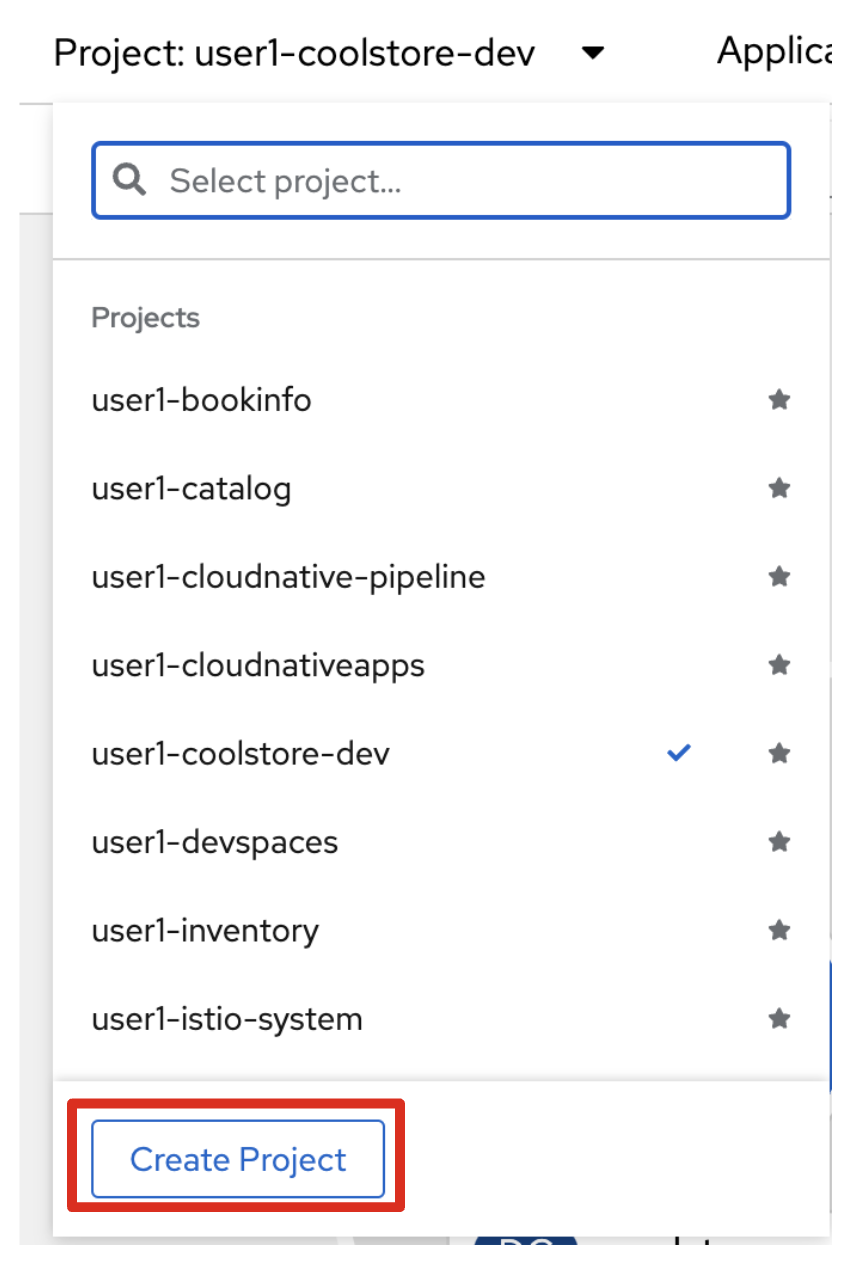 Project: user1-coolstore-dev
Select project...
Projects
user1-bookinfo
user1-catalog
user1-cloudnative-pipeline
user1-cloudnativeapps
user1-coolstore-dev
user1-devspaces
user1-inventory
user1-istio-system
Create Project